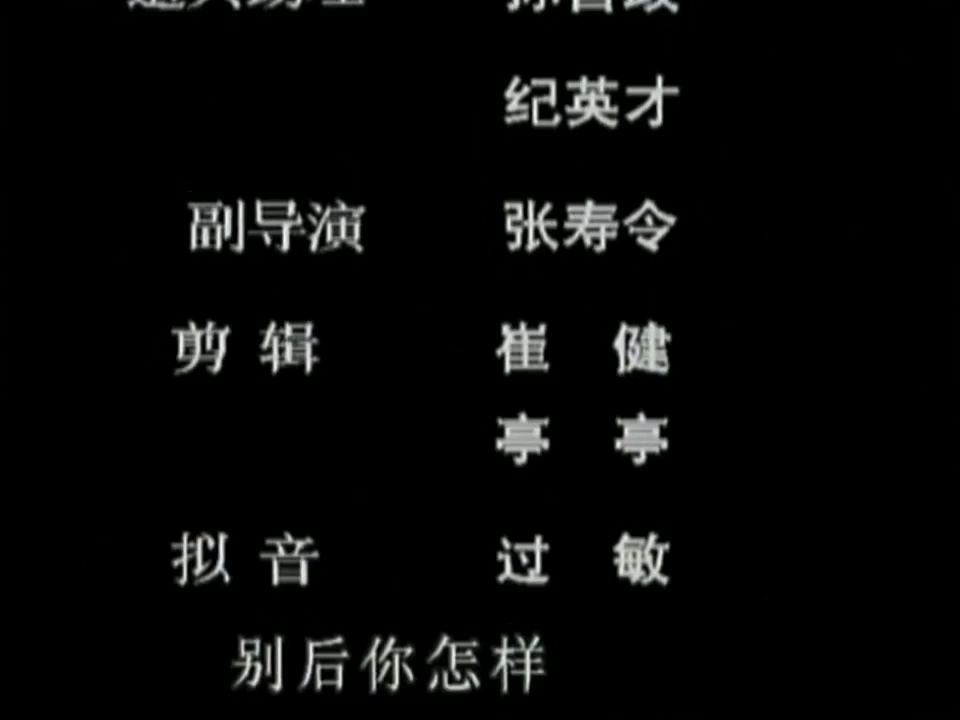 纪英才
副导演 张寿令
剪辑 崔健
亭亭
拟音 过敏
别后你怎样